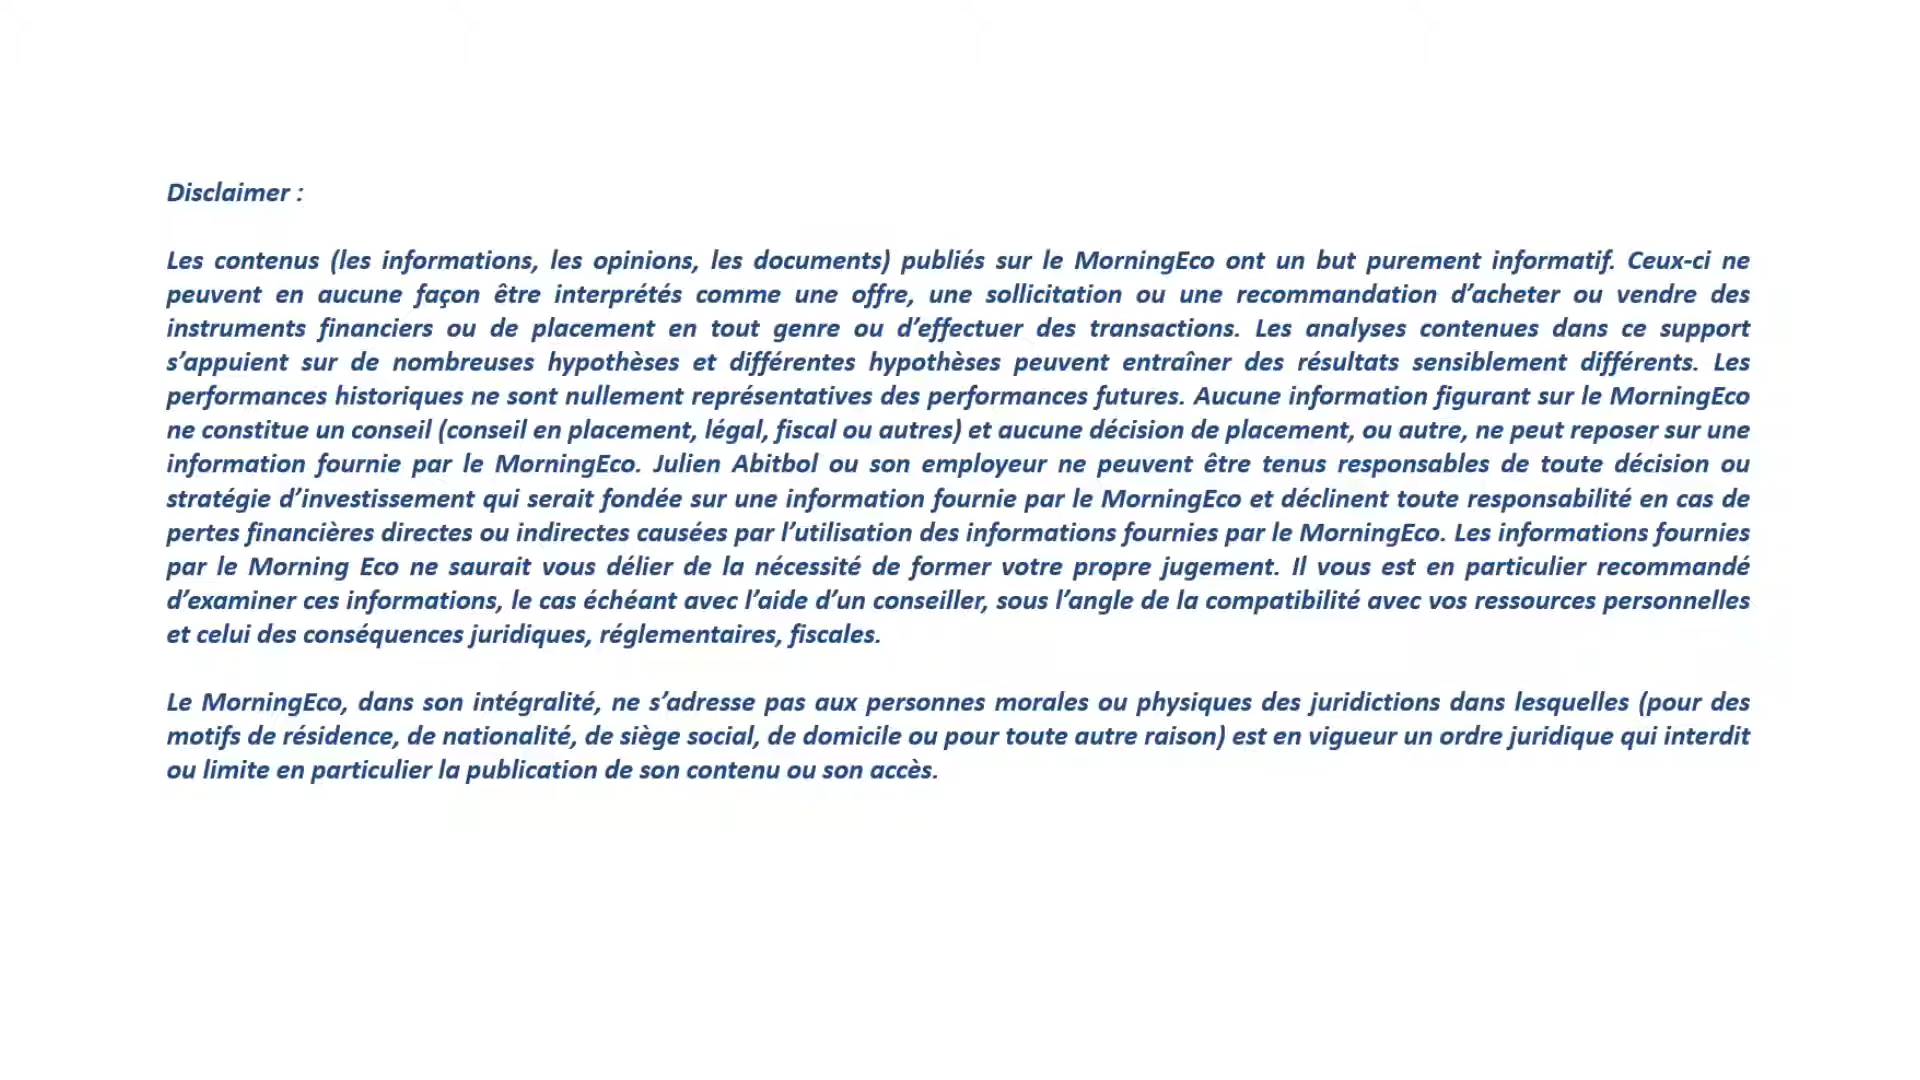 Disclaimer :
Les contenus (les informations, les opinions, les documents) publiés sur le MorningEco ont un but purement informatif. Ceux-ci ne
peuvent en aucune façon être interprétés comme une offre, une sollicitation ou une recommandation d’acheter ou vendre des
instruments financiers ou de placement en tout genre ou d’effectuer des transactions. Les analyses contenues dans ce support
s’appuient sur de nombreuses hypothèses et différentes hypothèses peuvent entraîner des résultats sensiblement différents. Les
performances historiques ne sont nullement représentatives des performances futures. Aucune information figurant sur le MorningEco
ne constitue un conseil (conseil en placement, légal, fiscal ou autres) et aucune décision de placement, ou autre, ne peut reposer sur une
information fournie par le MorningEco. Julien Abitbol ou son employeur ne peuvent être tenus responsables de toute décision ou
stratégie d’investissement qui serait fondée sur une information fournie par le MorningEco et déclinent toute responsabilité en cas de
pertes financières directes ou indirectes causées par l’utilisation des informations fournies par le MorningEco. Les informations fournies
par le Morning Eco ne saurait vous délier de la nécessité de former votre propre jugement. Il vous est en particulier recommandé
d’examiner ces informations, le cas échéant avec l’aide d’un conseiller, sous l’angle de la compatibilité avec vos ressources personnelles
et celui des conséquences juridiques, réglementaires, fiscales.
Le MorningEco, dans son intégralité, ne s’adresse pas aux personnes morales ou physiques des juridictions dans lesquelles (pour des
motifs de résidence, de nationalité, de siège social, de domicile ou pour toute autre raison) est en vigueur un ordre juridique qui interdit
ou limite en particulier la publication de son contenu ou son accès.